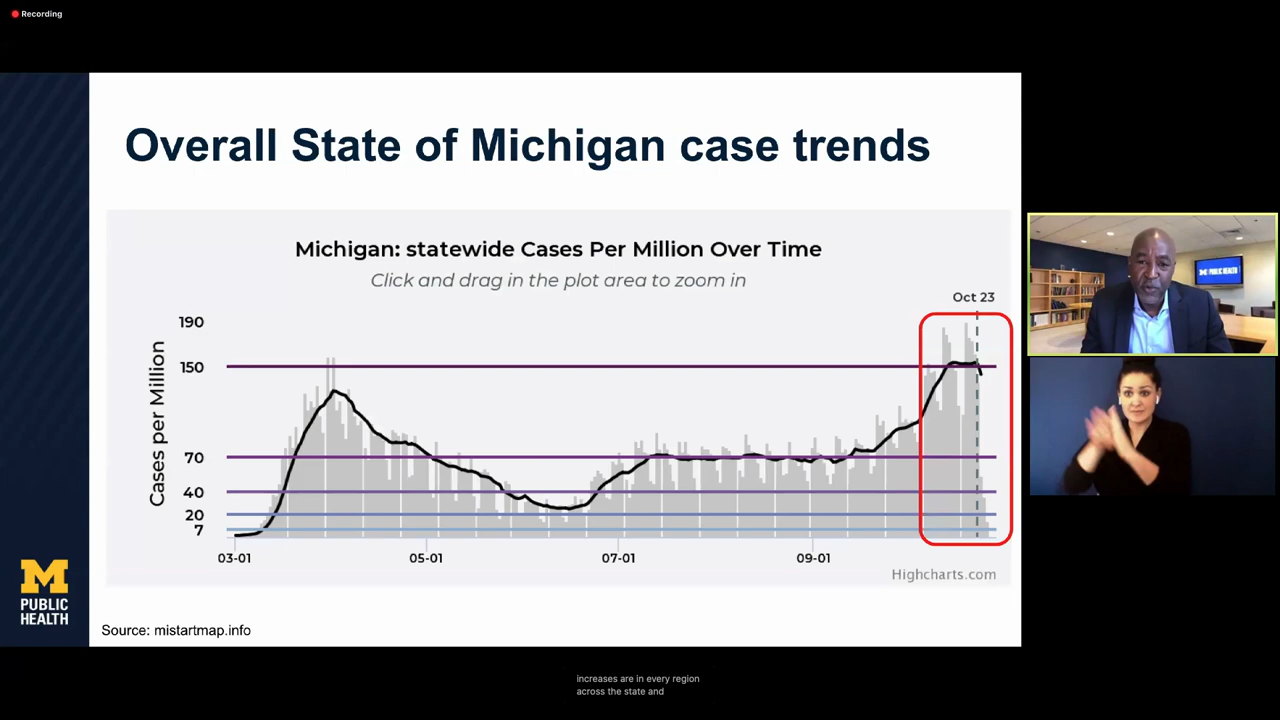 Recording
Overall State of Michigan case trends
Michigan: statewide Cases Per Million Over Time
Click and drag in the plot area to zoom in
Oct 23
Cases per Million
190
150
70
40
20
7
03-01
05-01
07-01
09-01
Highcharts.com
M PUBLIC HEALTH
M
PUBLIC
HEALTH
Source: mistartmap.info
increases are in every region
across the state and